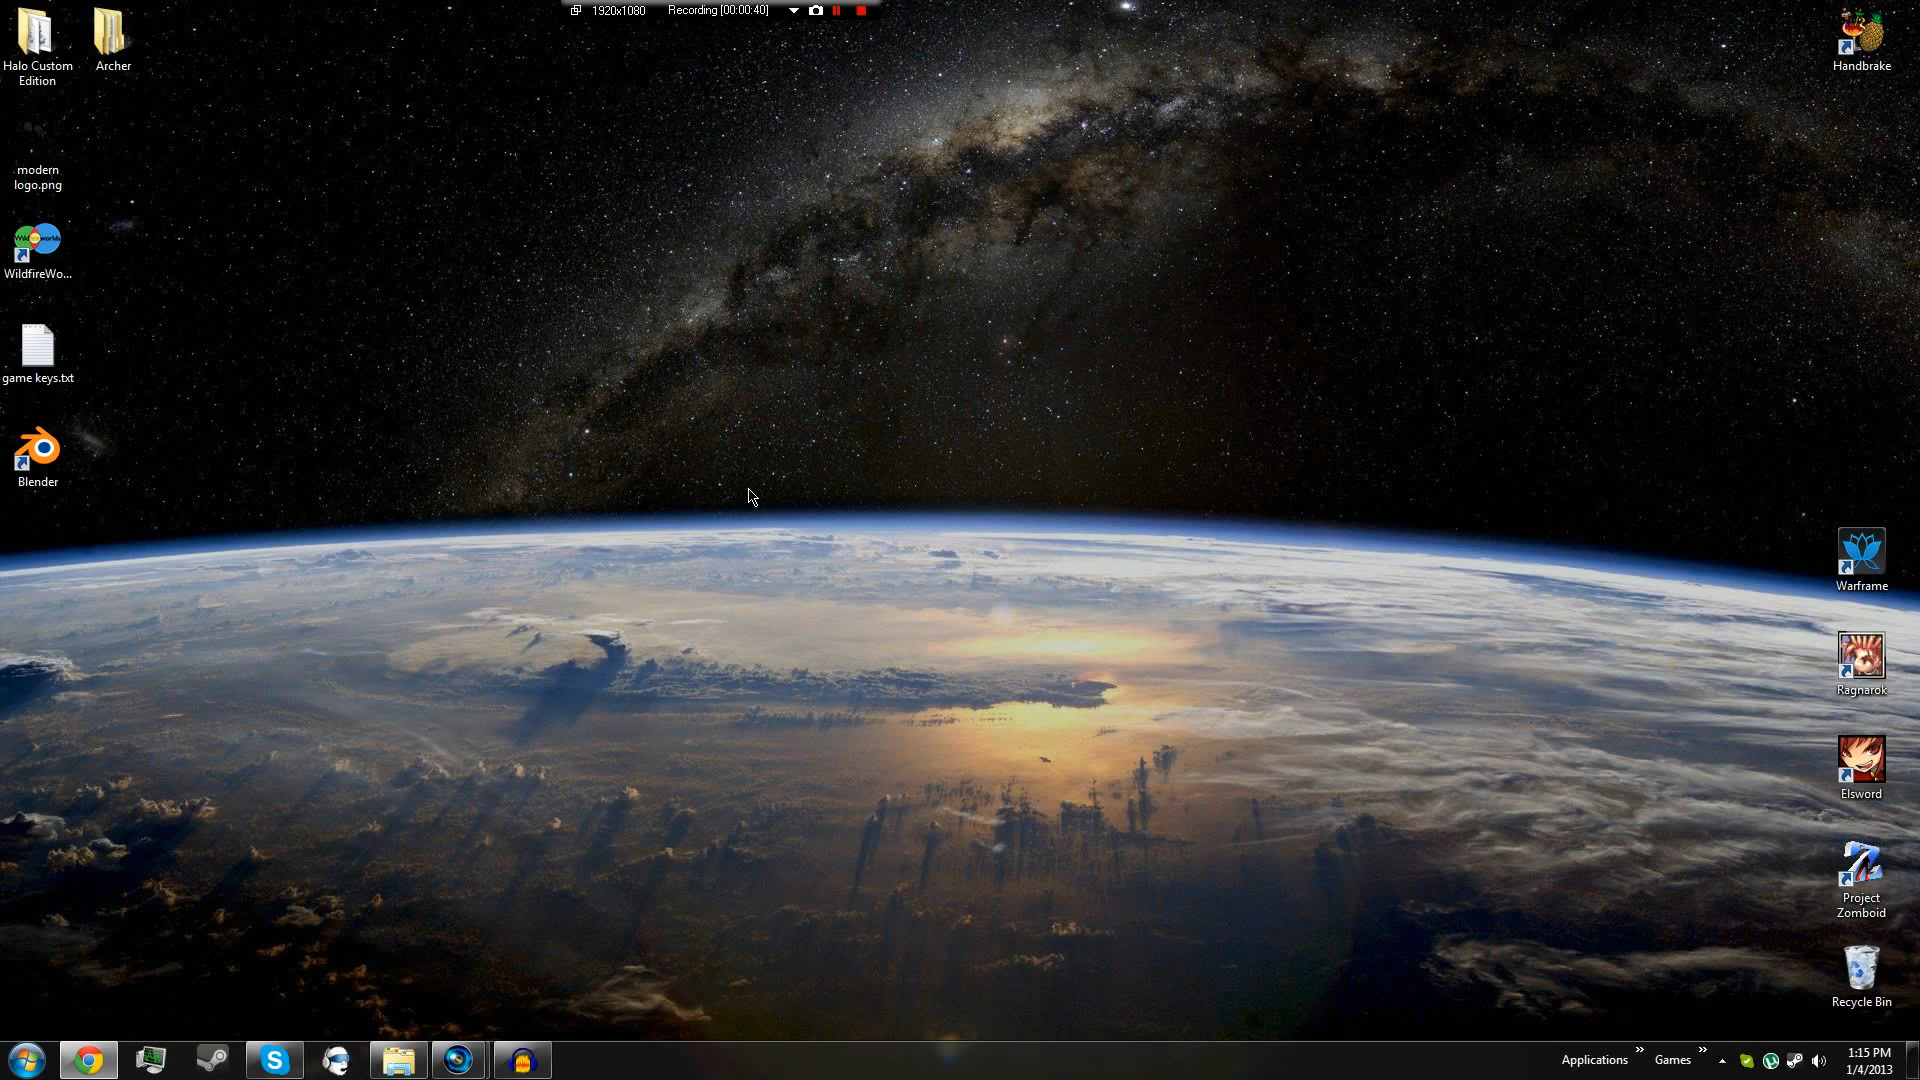 1920x1080 Recording [00:00:40]
Halo Custom
Edition
Archer
Handbrake
modern
logo.png
WildfireWo...
game keys.txt
Blender
Warframe
Ragnarok
Elsword
Project
Zomboid
Recycle Bin
Applications » Games »
1:15 PM
1/4/2013